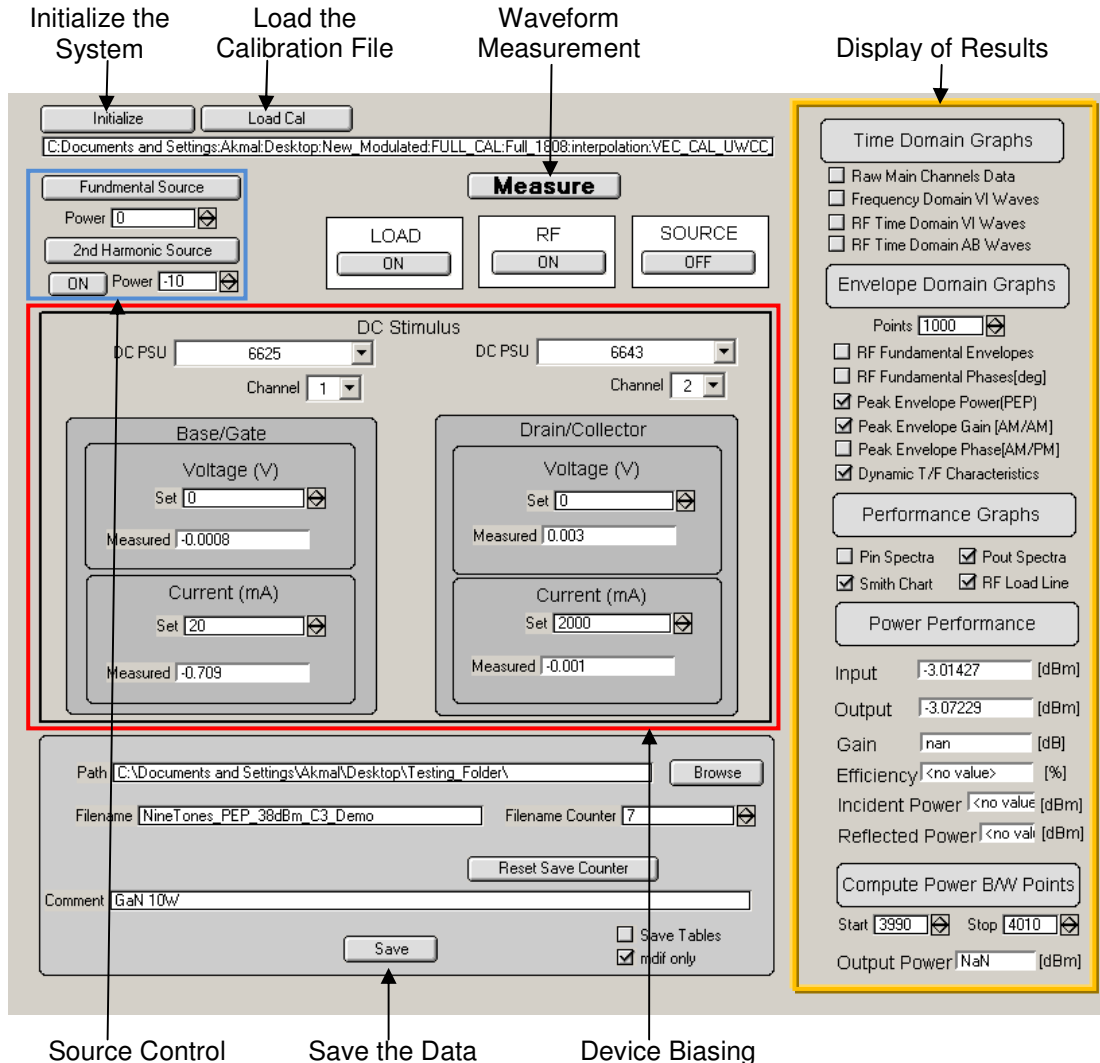 Initialize the
System
Load the
Calibration File
Waveform
Measurement
Display of Results
Initialize
Load Cal
C:Documents and Settings:Akmal:Desktop:New_Modulated:FULL_CAL:Full_1808:interpolation:VEC_CAL_UWCC_
Fundmental Source
Power 0
2nd Harmonic Source
ON Power -10
Measure
LOAD
ON
RF
ON
SOURCE
OFF
DC Stimulus
DC PSU 6625
Channel 1
DC PSU 6643
Channel 2
Base/Gate
Voltage (V)
Set 0
Measured -0.0008
Current (mA)
Set 20
Measured -0.709
Drain/Collector
Voltage (V)
Set 0
Measured 0.003
Current (mA)
Set 2000
Measured -0.001
Path C:\Documents and Settings\Akmal\Desktop\Testing_Folder\
Browse
Filename NineTones_PEP_38dBm_C3_Demo
Filename Counter 7
Reset Save Counter
Comment GaN 10W
Save
Save Tables
mdif only
Time Domain Graphs
Raw Main Channels Data
Frequency Domain VI Waves
RF Time Domain VI Waves
RF Time Domain AB Waves
Envelope Domain Graphs
Points 1000
RF Fundamental Envelopes
RF Fundamental Phases[deg]
Peak Envelope Power(PEP)
Peak Envelope Gain [AM/AM]
Peak Envelope Phase[AM/PM]
Dynamic T/F Characteristics
Performance Graphs
Pin Spectra Pout Spectra
Smith Chart RF Load Line
Power Performance
Input -3.01427 [dBm]
Output -3.07229 [dBm]
Gain nan [dB]
Efficiency <no value> [%]
Incident Power <no value [dBm]
Reflected Power <no val [dBm]
Compute Power B/W Points
Start 3990 Stop 4010
Output Power NaN [dBm]
Source Control
Save the Data
Device Biasing